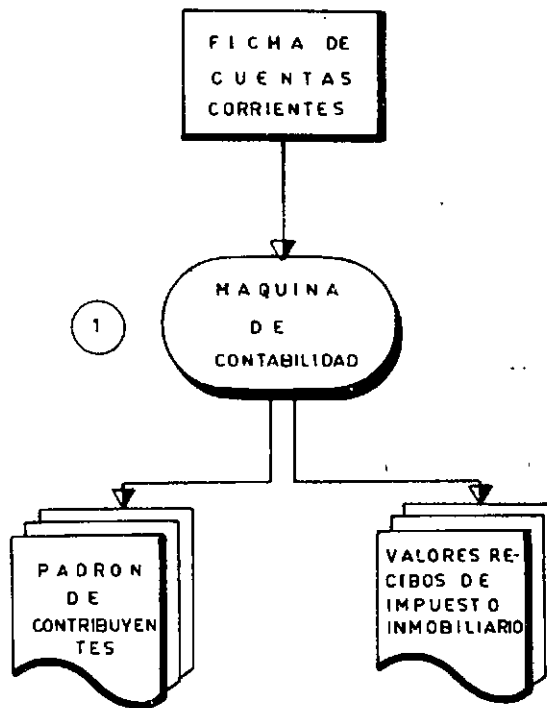 FICHA DE
CUENTAS
CORRIENTES
MAQUINA
1
DE
CONTABILIDAD
PADRON
DE
CONTRIBUYEN
TES
VALORES RE-
CIBOS DE
IMPUESTO
INMOBILIARIO